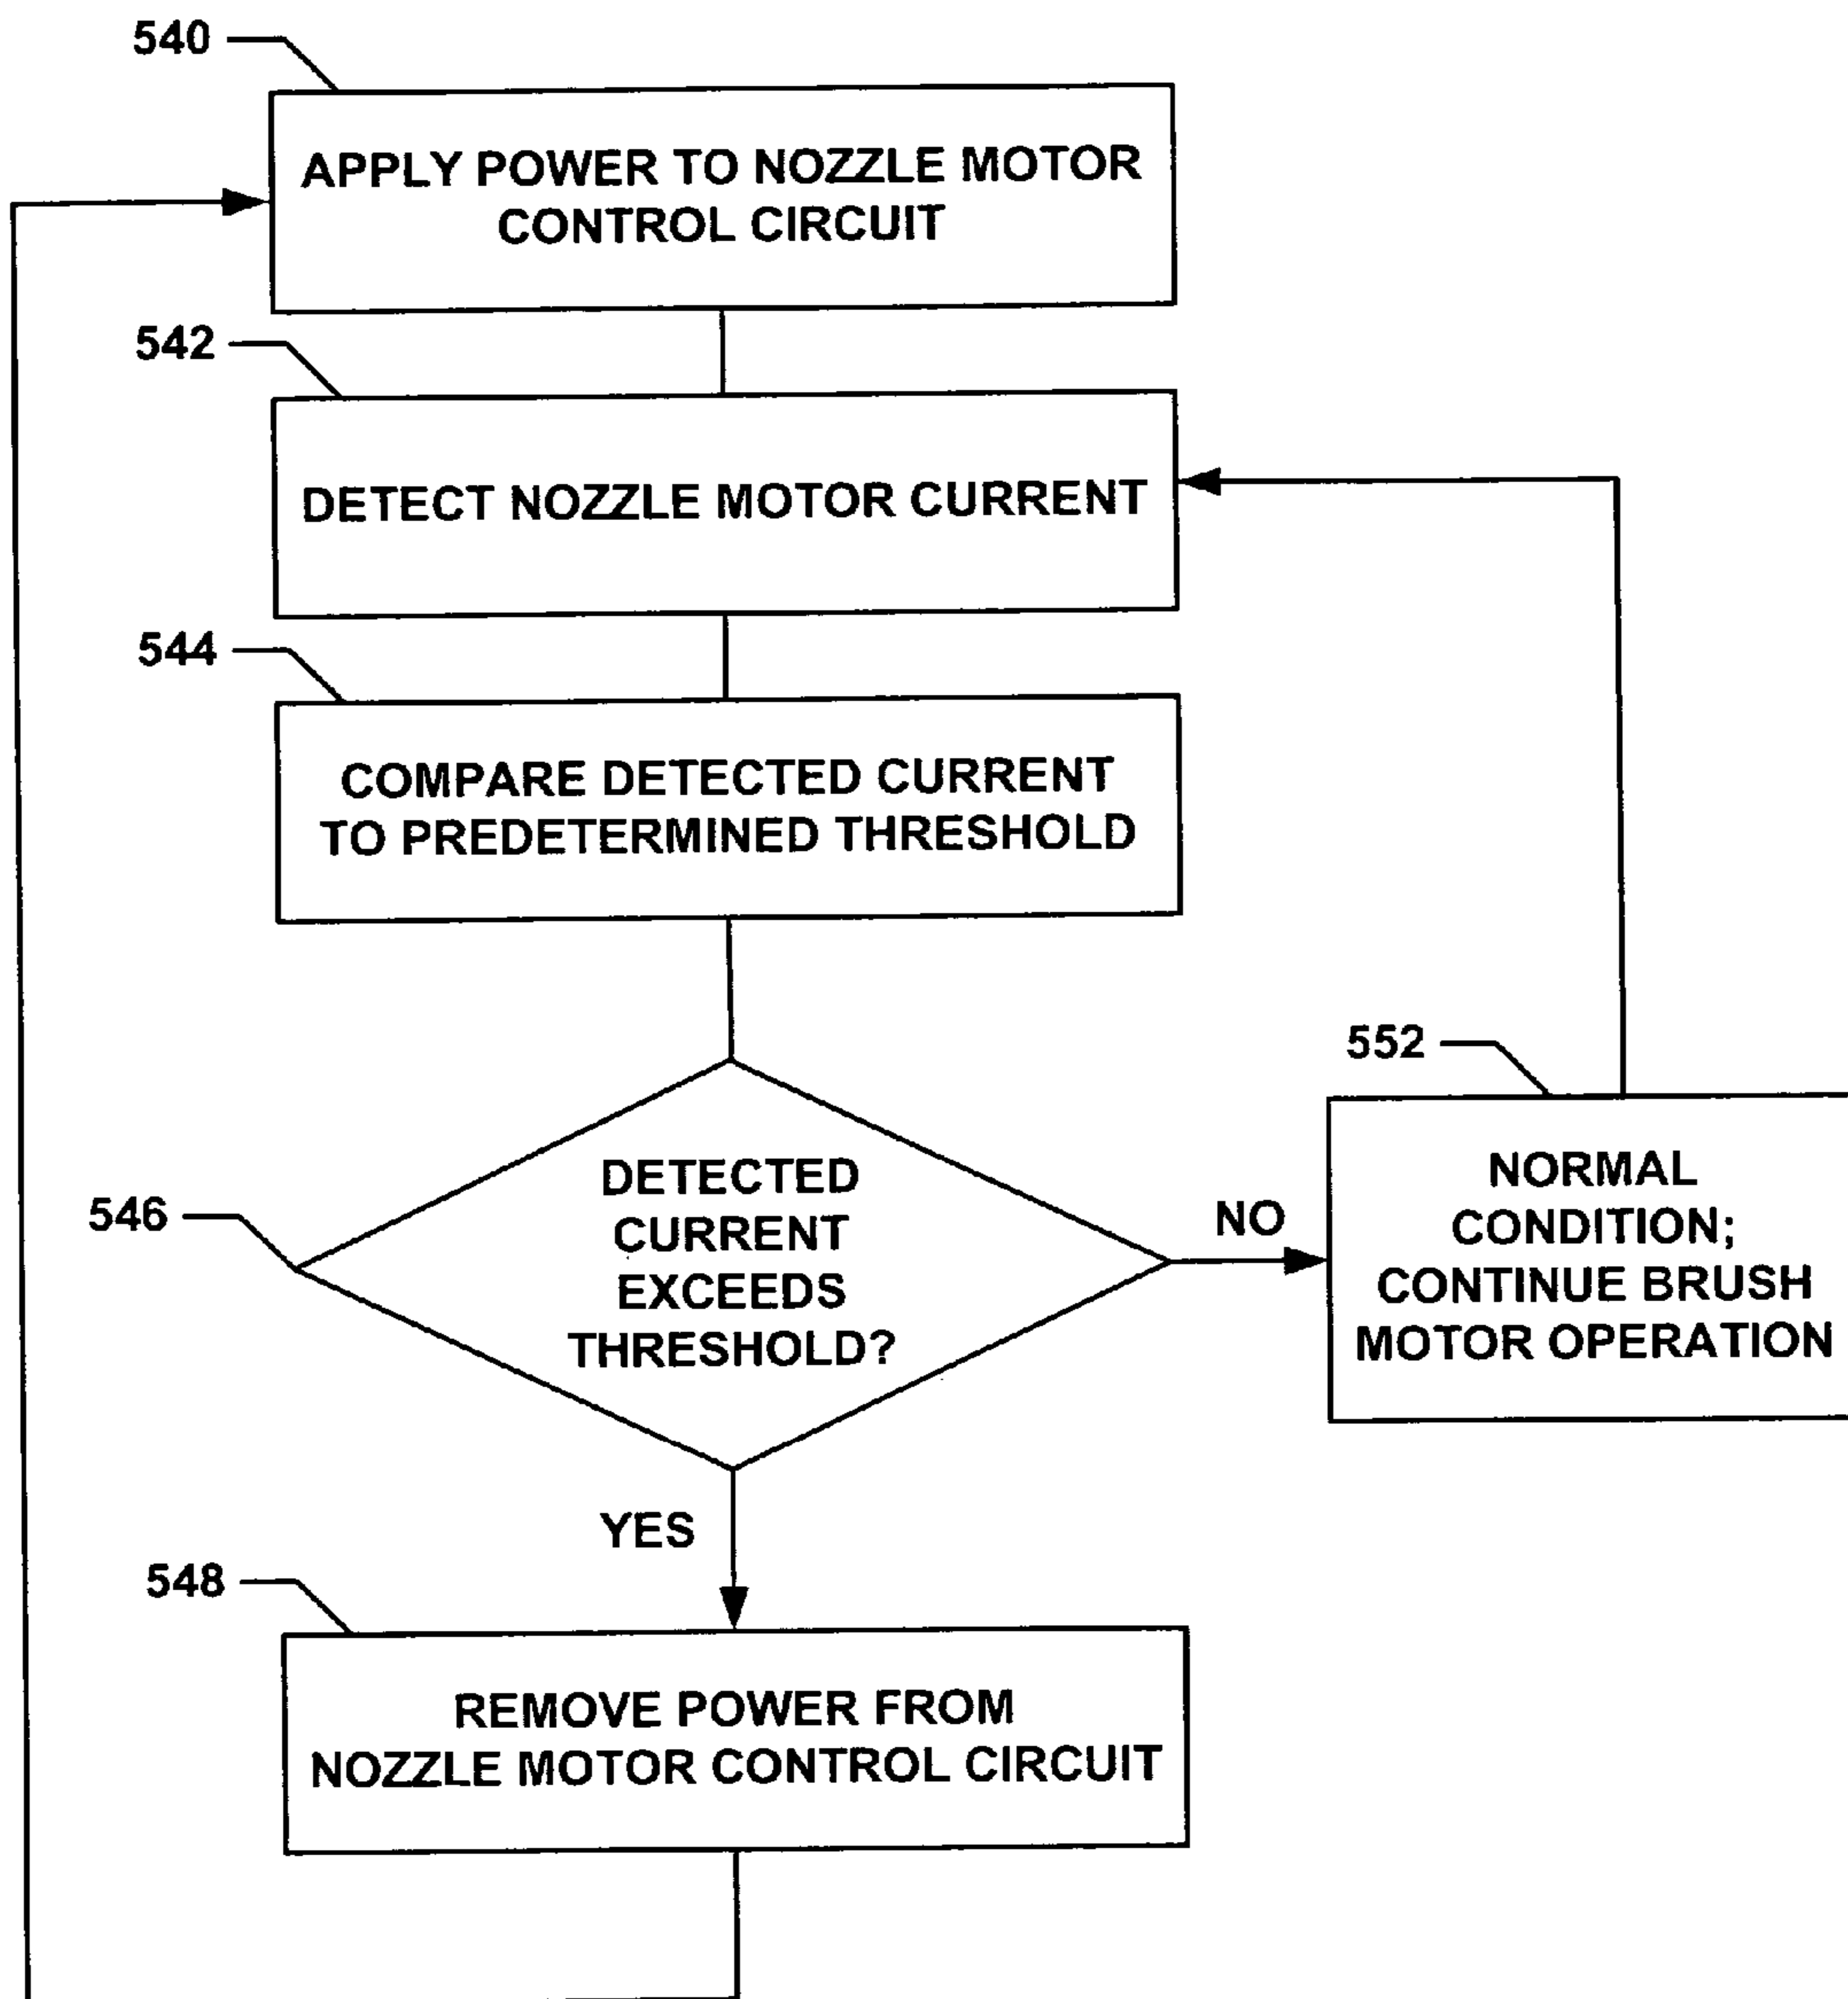 540
APPLY POWER TO NOZZLE MOTOR
CONTROL CIRCUIT
542
DETECT NOZZLE MOTOR CURRENT
544
COMPARE DETECTED CURRENT
TO PREDETERMINED THRESHOLD
546
DETECTED
CURRENT
EXCEEDS
THRESHOLD?
NO
552
NORMAL
CONDITION;
CONTINUE BRUSH
MOTOR OPERATION
YES
548
REMOVE POWER FROM
NOZZLE MOTOR CONTROL CIRCUIT